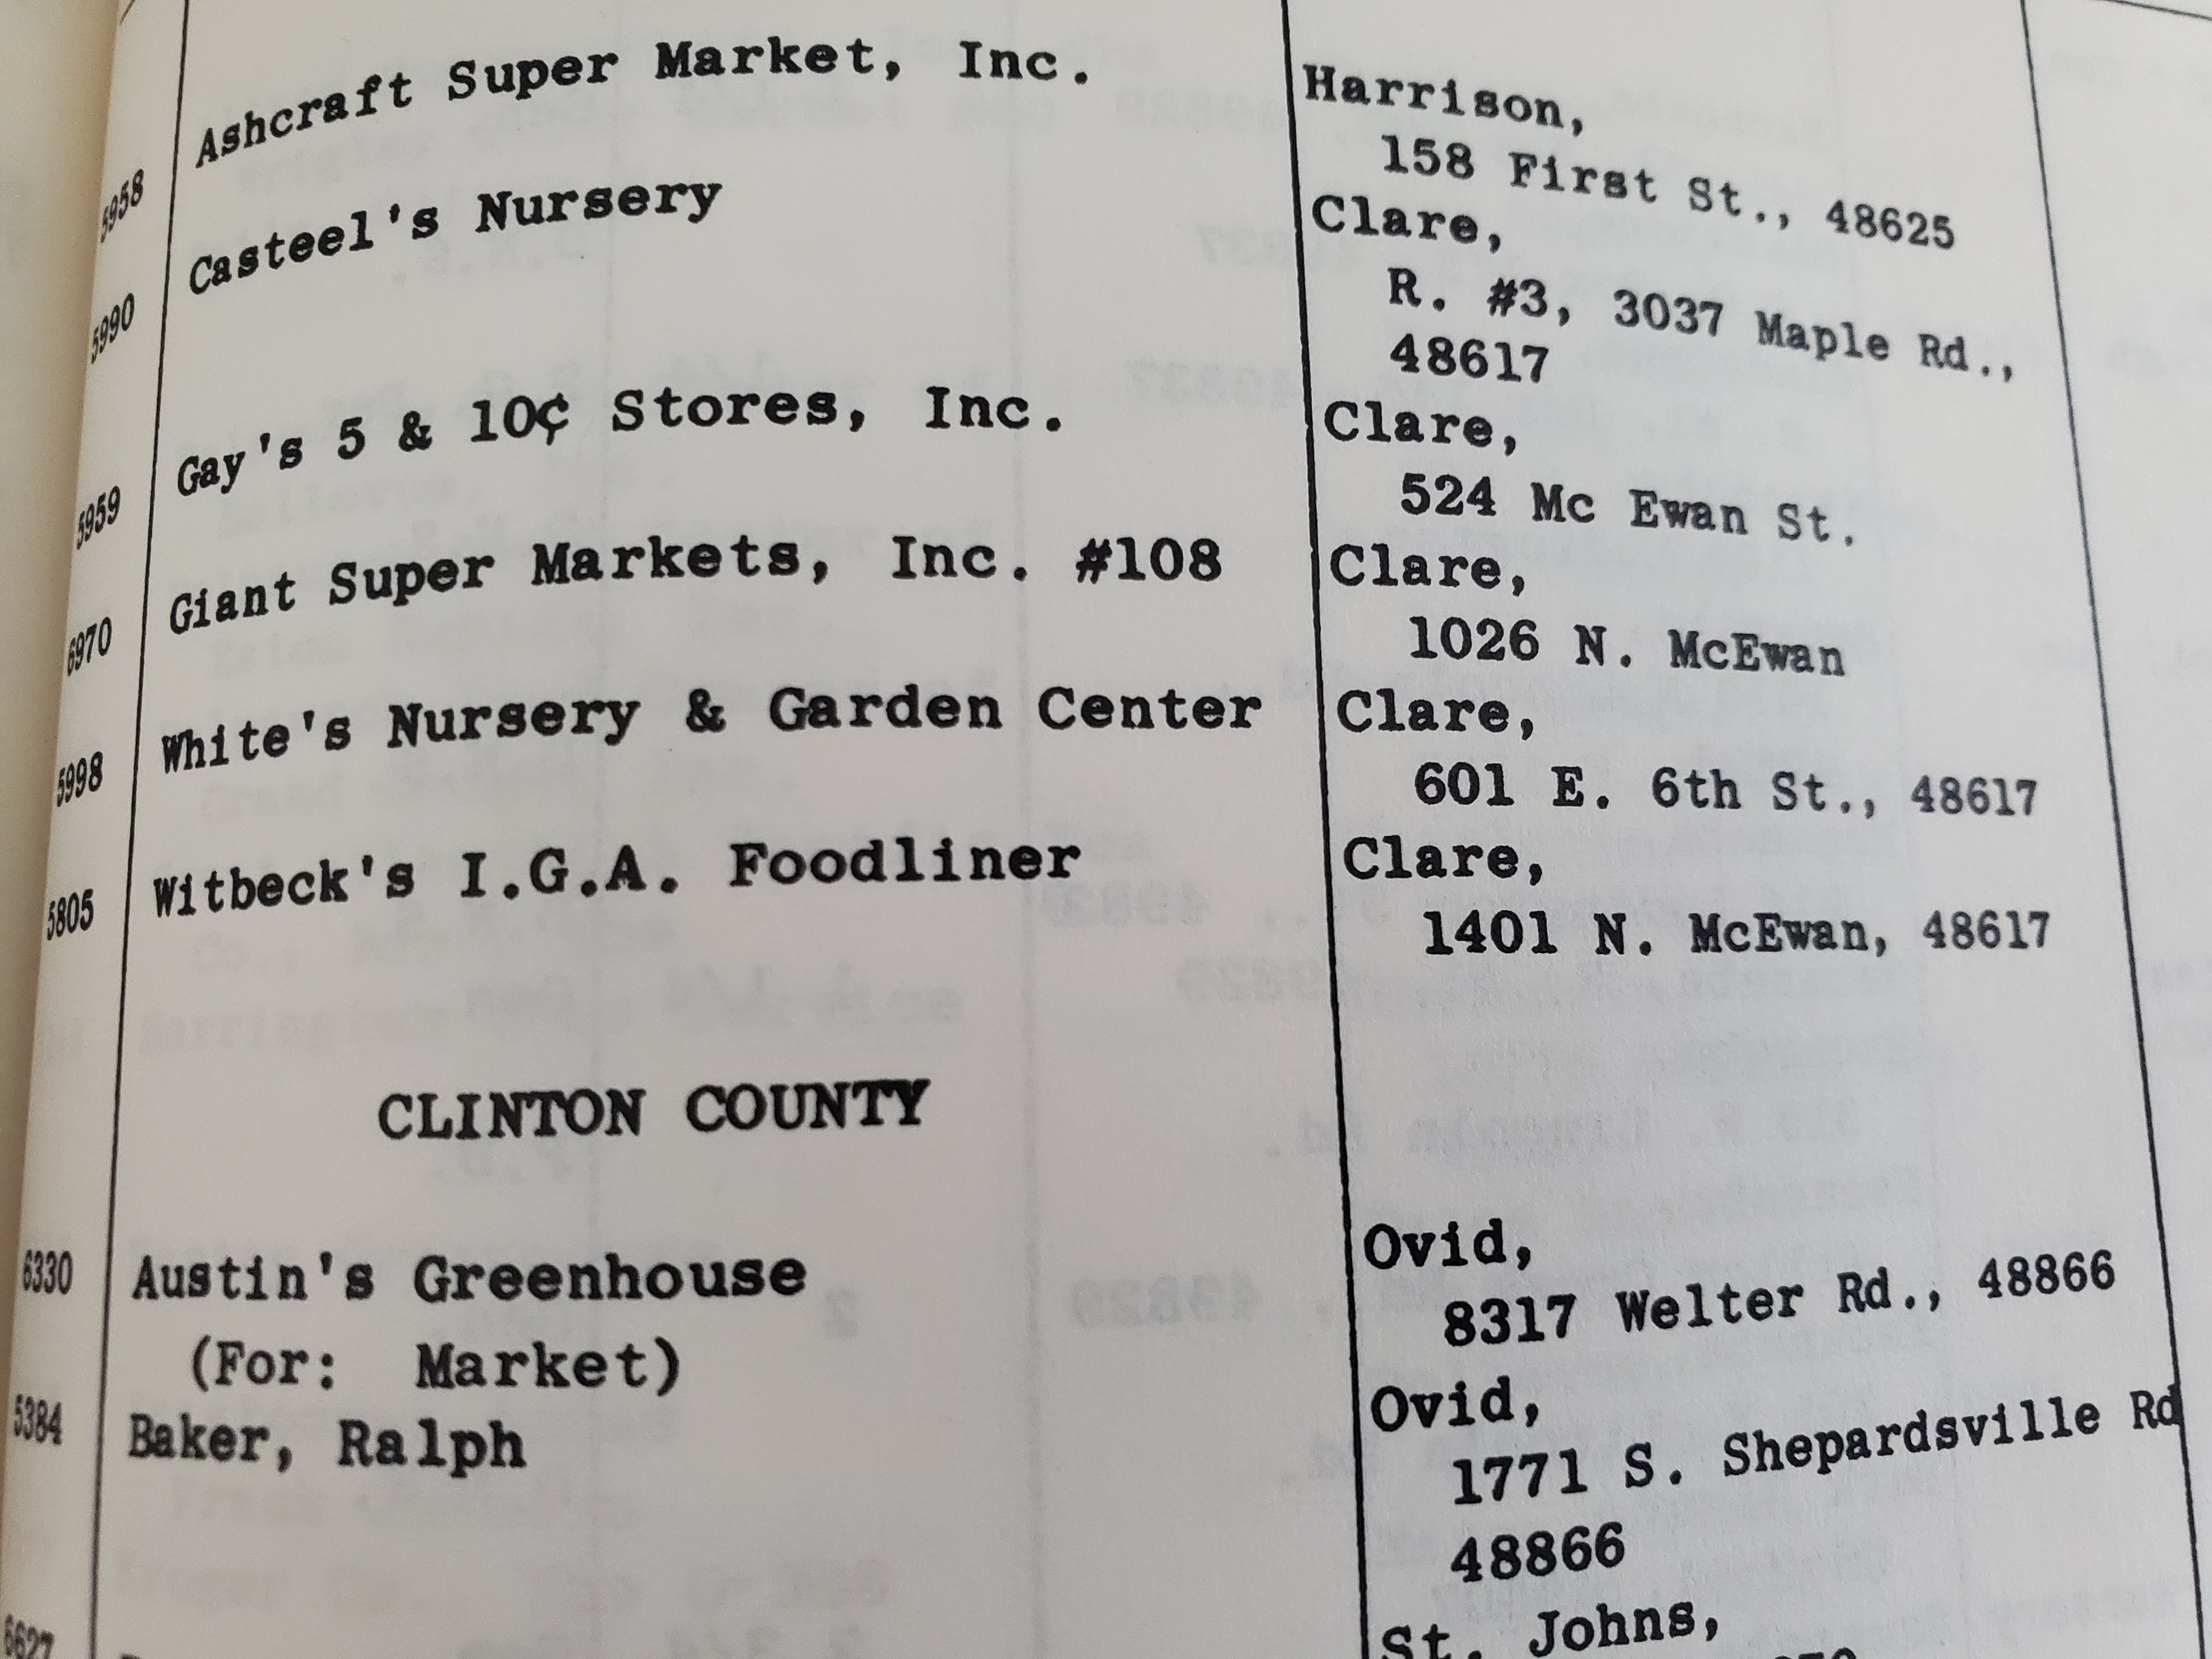 5958 Ashcraft Super Market, Inc. Harrison,
158 First St., 48625
5990 Casteel's Nursery Clare,
R. #3, 3037 Maple Rd.,
48617
5959 Gay's 5 & 10¢ Stores, Inc. Clare,
524 Mc Ewan St.
6970 Giant Super Markets, Inc. #108 Clare,
1026 N. McEwan
5998 White's Nursery & Garden Center Clare,
601 E. 6th St., 48617
5805 Witbeck's I.G.A. Foodliner Clare,
1401 N. McEwan, 48617
CLINTON COUNTY
6330 Austin's Greenhouse Ovid,
(For: Market) 8317 Welter Rd., 48866
5384 Baker, Ralph Ovid,
1771 S. Shepardsville Rd
48866
6627 St. Johns,